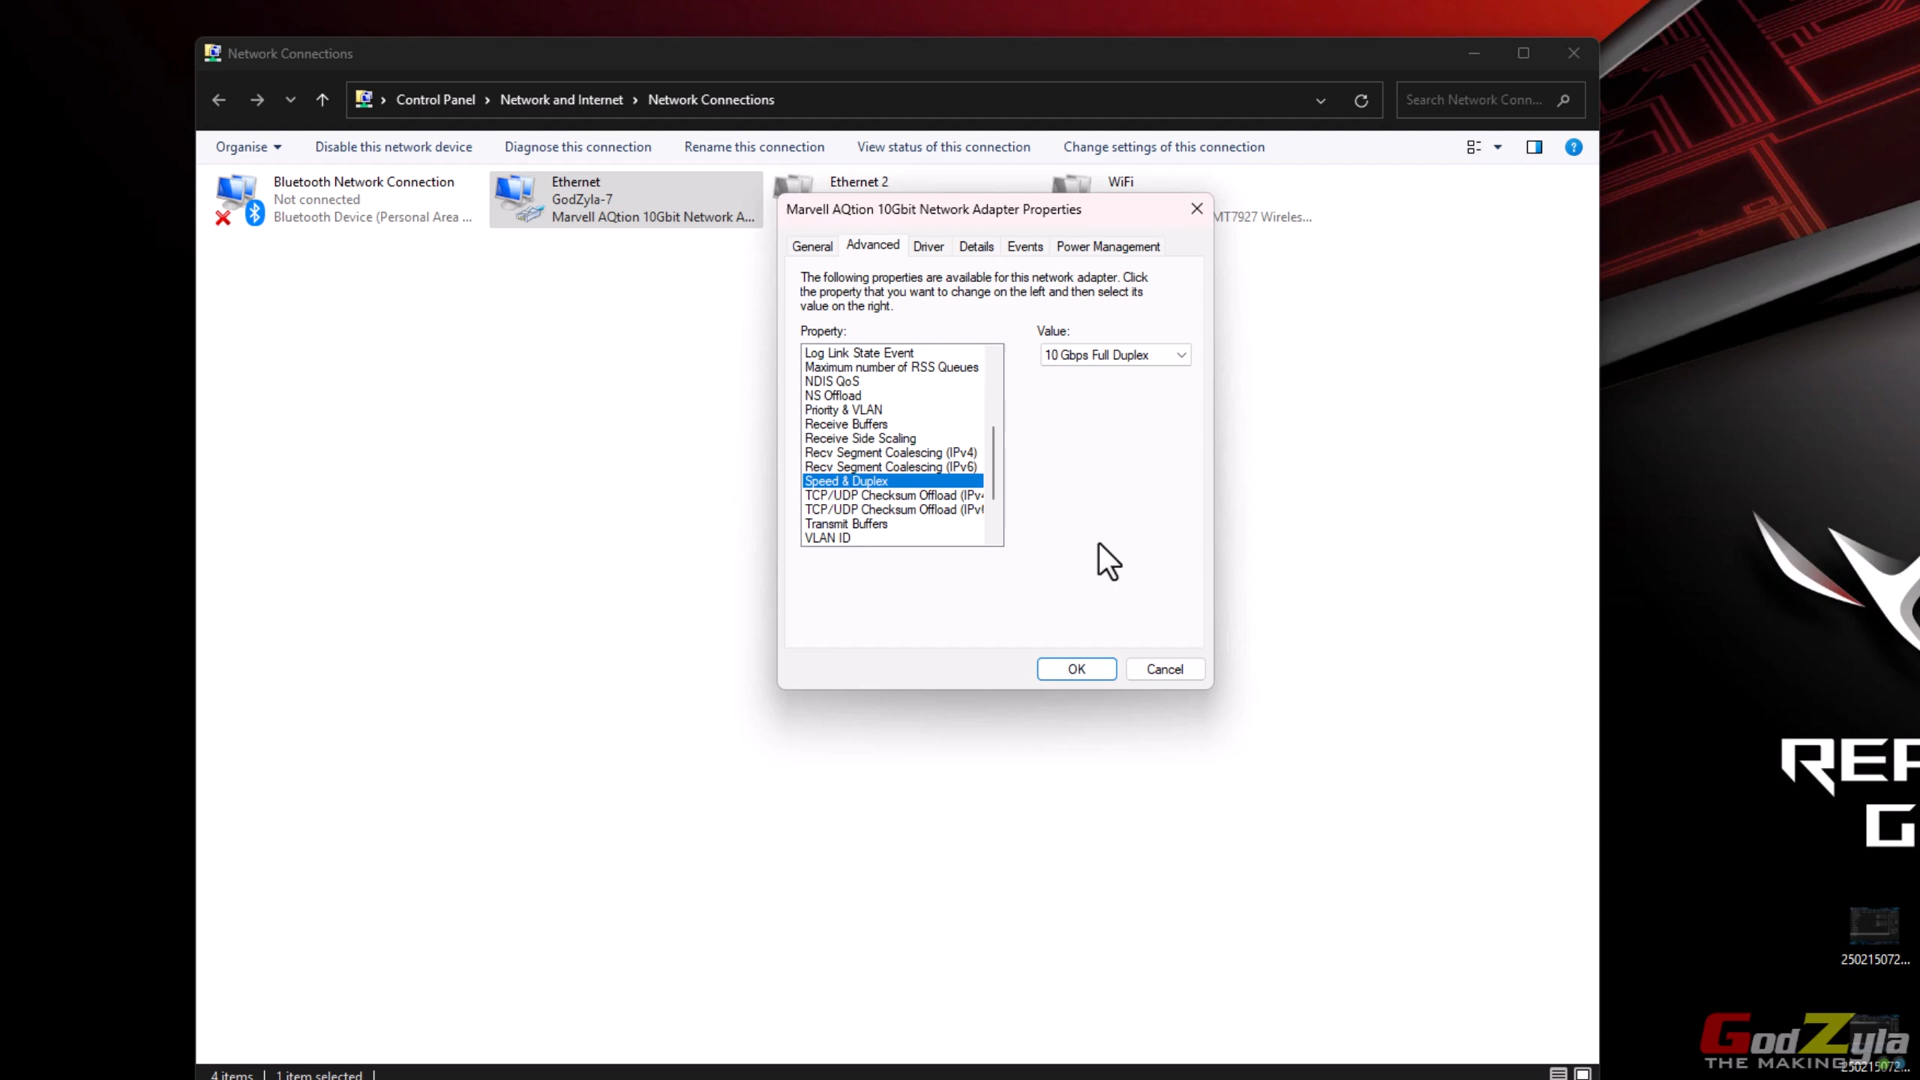 Network Connections
Control Panel > Network and Internet > Network Connections
Search Network Conn...
Organise
Disable this network device
Diagnose this connection
Rename this connection
View status of this connection
Change settings of this connection
Bluetooth Network Connection
Not connected
Bluetooth Device (Personal Area ...
Ethernet
GodZyla-7
Marvell AQtion 10Gbit Network A...
Ethernet 2
WiFi
MT7927 Wireles...
Marvell AQtion 10Gbit Network Adapter Properties
General
Advanced
Driver
Details
Events
Power Management
The following properties are available for this network adapter. Click
the property that you want to change on the left and then select its
value on the right.
Property:
Value:
Log Link State Event
Maximum number of RSS Queues
NDIS QoS
NS Offload
Priority & VLAN
Receive Buffers
Receive Side Scaling
Recv Segment Coalescing (IPv4)
Recv Segment Coalescing (IPv6)
Speed & Duplex
TCP/UDP Checksum Offload (IPv4
TCP/UDP Checksum Offload (IPv6
Transmit Buffers
VLAN ID
10 Gbps Full Duplex
OK
Cancel
REP
G
250215072...
GodZyla
THE MAKING
250215072...
4 items
1 item selected